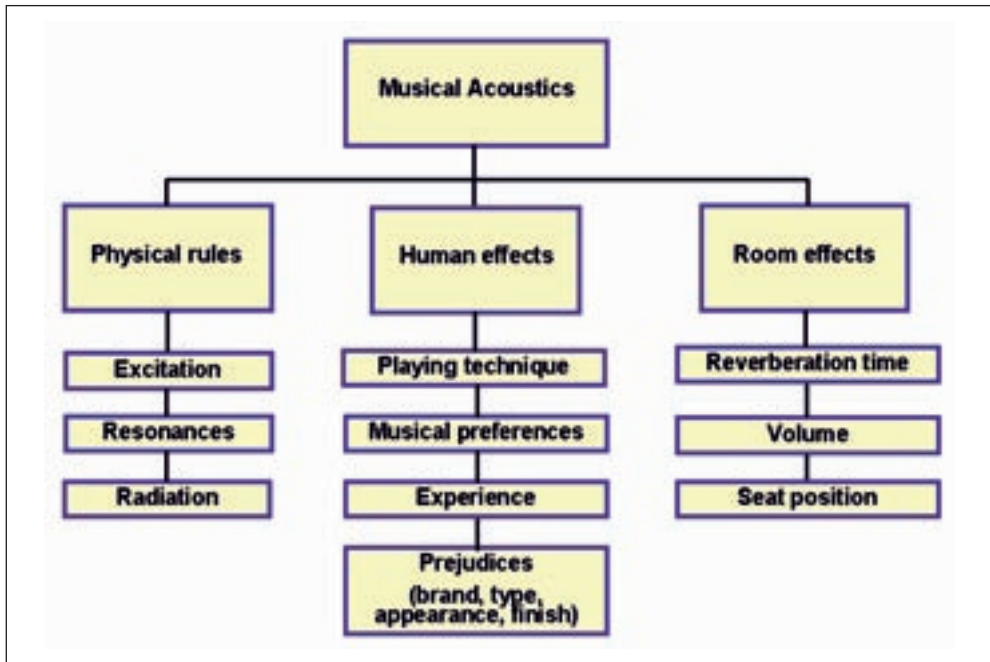 Musical Acoustics
Physical rules
Human effects
Room effects
Excitation
Resonances
Radiation
Playing technique
Musical preferences
Experience
Prejudices
(brand, type,
appearance, finish)
Reverberation time
Volume
Seat position